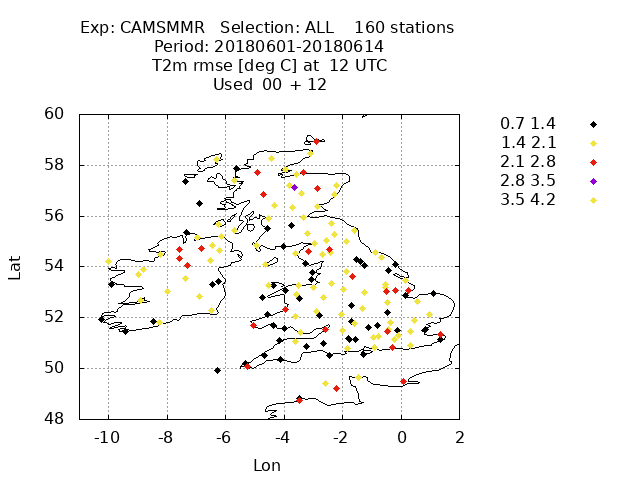 Exp: CAMSMMR   Selection: ALL    160 stations
Period: 20180601-20180614
T2m rmse [deg C] at  12 UTC
Used  00 + 12
60
58
56
54
52
50
48
Lat
-10 -8 -6 -4 -2 0 2
Lon
0.7 1.4
1.4 2.1
2.1 2.8
2.8 3.5
3.5 4.2